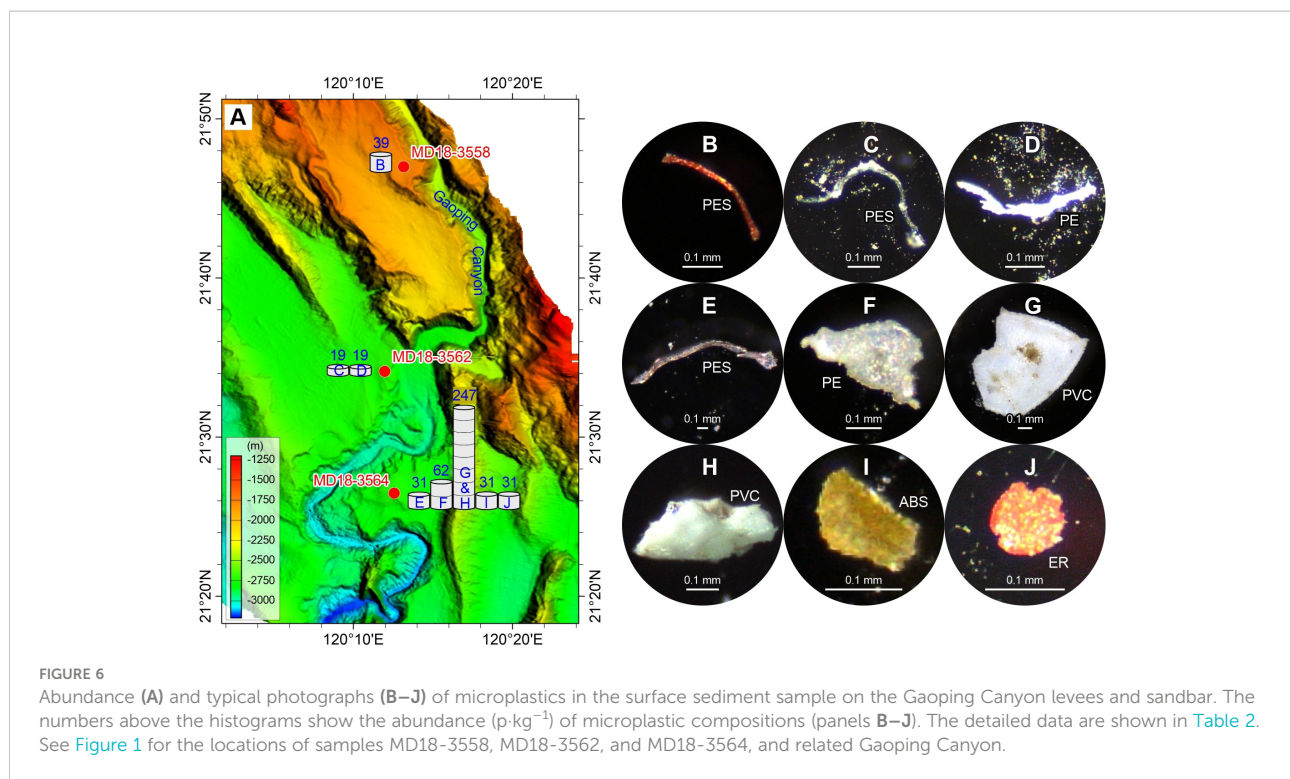 120°10'E
120°20'E
A
21°50'N
21°50'N
39
B
MD18-3558
Gaoping
Canyon
21°40'N
21°40'N
19
19
C
D
MD18-3562
247
21°30'N
21°30'N
(m)
-1250
-1500
-1750
-2000
-2250
-2500
-2750
-3000
MD18-3564
31
62
31
31
E
F
G
&
H
I
J
21°20'N
21°20'N
120°10'E
120°20'E
B
PES
0.1 mm
C
PES
0.1 mm
D
PE
0.1 mm
E
PES
0.1 mm
F
PE
0.1 mm
G
PVC
0.1 mm
H
PVC
0.1 mm
I
ABS
0.1 mm
J
ER
0.1 mm
FIGURE 6
Abundance (A) and typical photographs (B–J) of microplastics in the surface sediment sample on the Gaoping Canyon levees and sandbar. The
numbers above the histograms show the abundance (p·kg⁻¹) of microplastic compositions (panels B–J). The detailed data are shown in Table 2.
See Figure 1 for the locations of samples MD18-3558, MD18-3562, and MD18-3564, and related Gaoping Canyon.